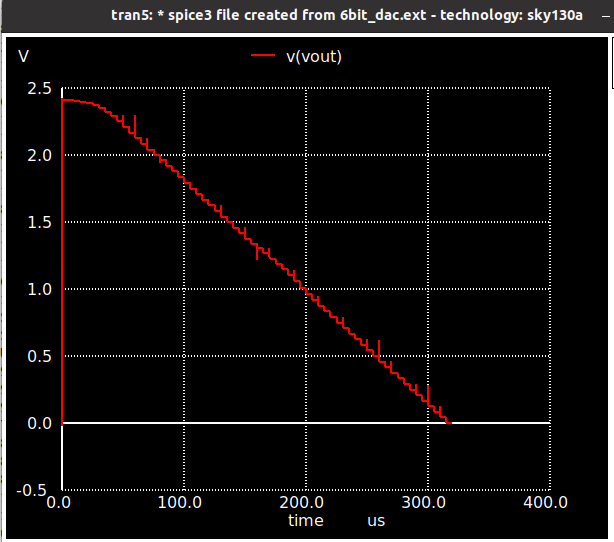 tran5: * spice3 file created from 6bit_dac.ext - technology: sky130a
V
v(vout)
2.5
2.0
1.5
1.0
0.5
0.0
-0.5
0.0 100.0 200.0 300.0 400.0
time us